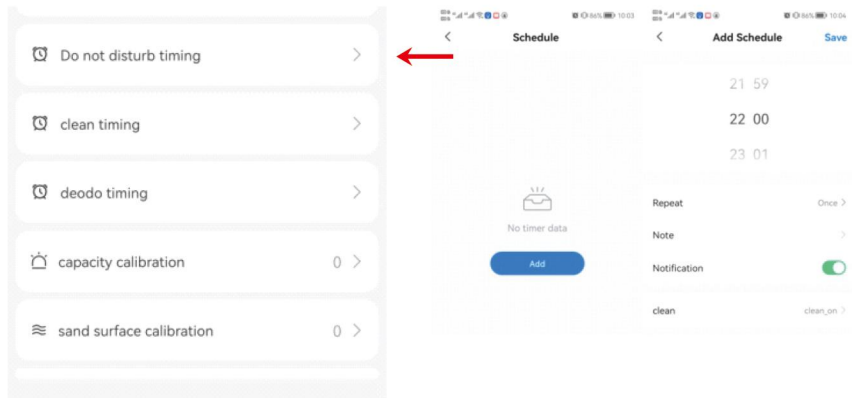 Do not disturb timing
clean timing
deodo timing
capacity calibration 0
sand surface calibration 0
86% 10:03
Schedule
No timer data
Add
86% 10:04
Add Schedule Save
21 59
22 00
23 01
Repeat Once
Note
Notification
clean clean_on